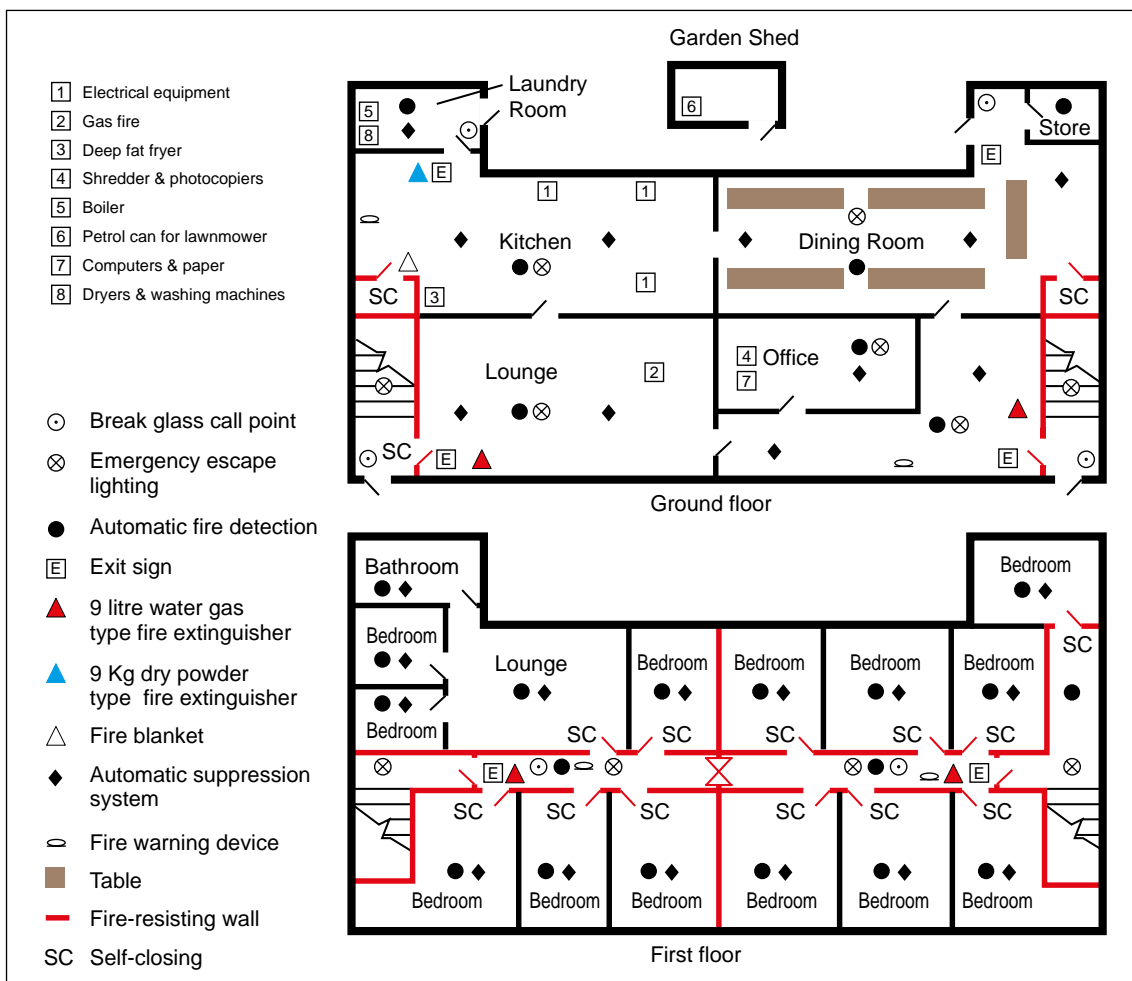 Garden Shed
1 Electrical equipment
2 Gas fire
3 Deep fat fryer
4 Shredder & photocopiers
5 Boiler
6 Petrol can for lawnmower
7 Computers & paper
8 Dryers & washing machines
Break glass call point
Emergency escape
lighting
Automatic fire detection
E Exit sign
9 litre water gas
type fire extinguisher
9 Kg dry powder
type fire extinguisher
Fire blanket
Automatic suppression
system
Fire warning device
Table
Fire-resisting wall
SC Self-closing
5
8
Laundry
Room
6
Store
E
E
1
1
Kitchen
Dining Room
1
SC
3
SC
Lounge
2
4
7
Office
SC
E
E
Ground floor
Bathroom
Bedroom
Bedroom
Lounge
Bedroom
Bedroom
Bedroom
Bedroom
SC
Bedroom
SC
SC
SC
SC
SC
E
E
SC
SC
SC
SC
SC
SC
Bedroom
Bedroom
Bedroom
Bedroom
Bedroom
Bedroom
First floor